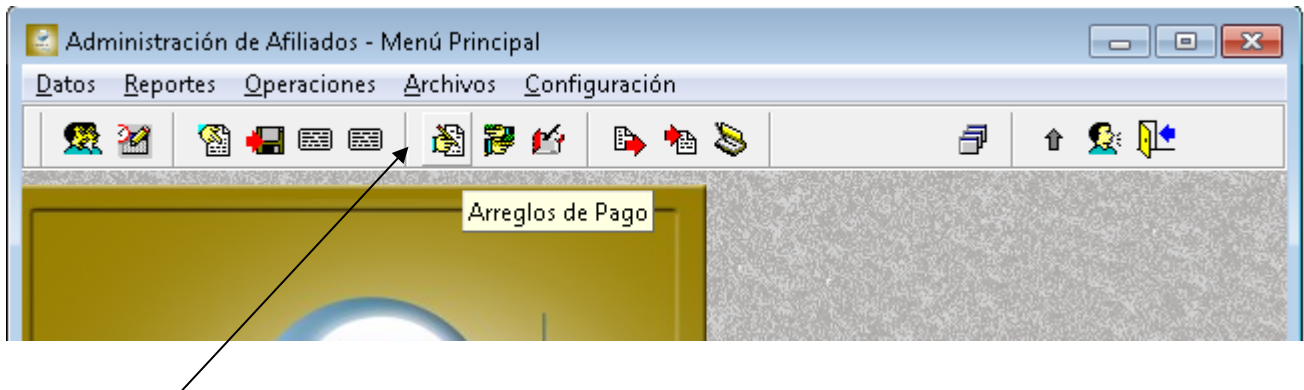 Administración de Afiliados - Menú Principal
Datos Reportes Operaciones Archivos Configuración
Arreglos de Pago